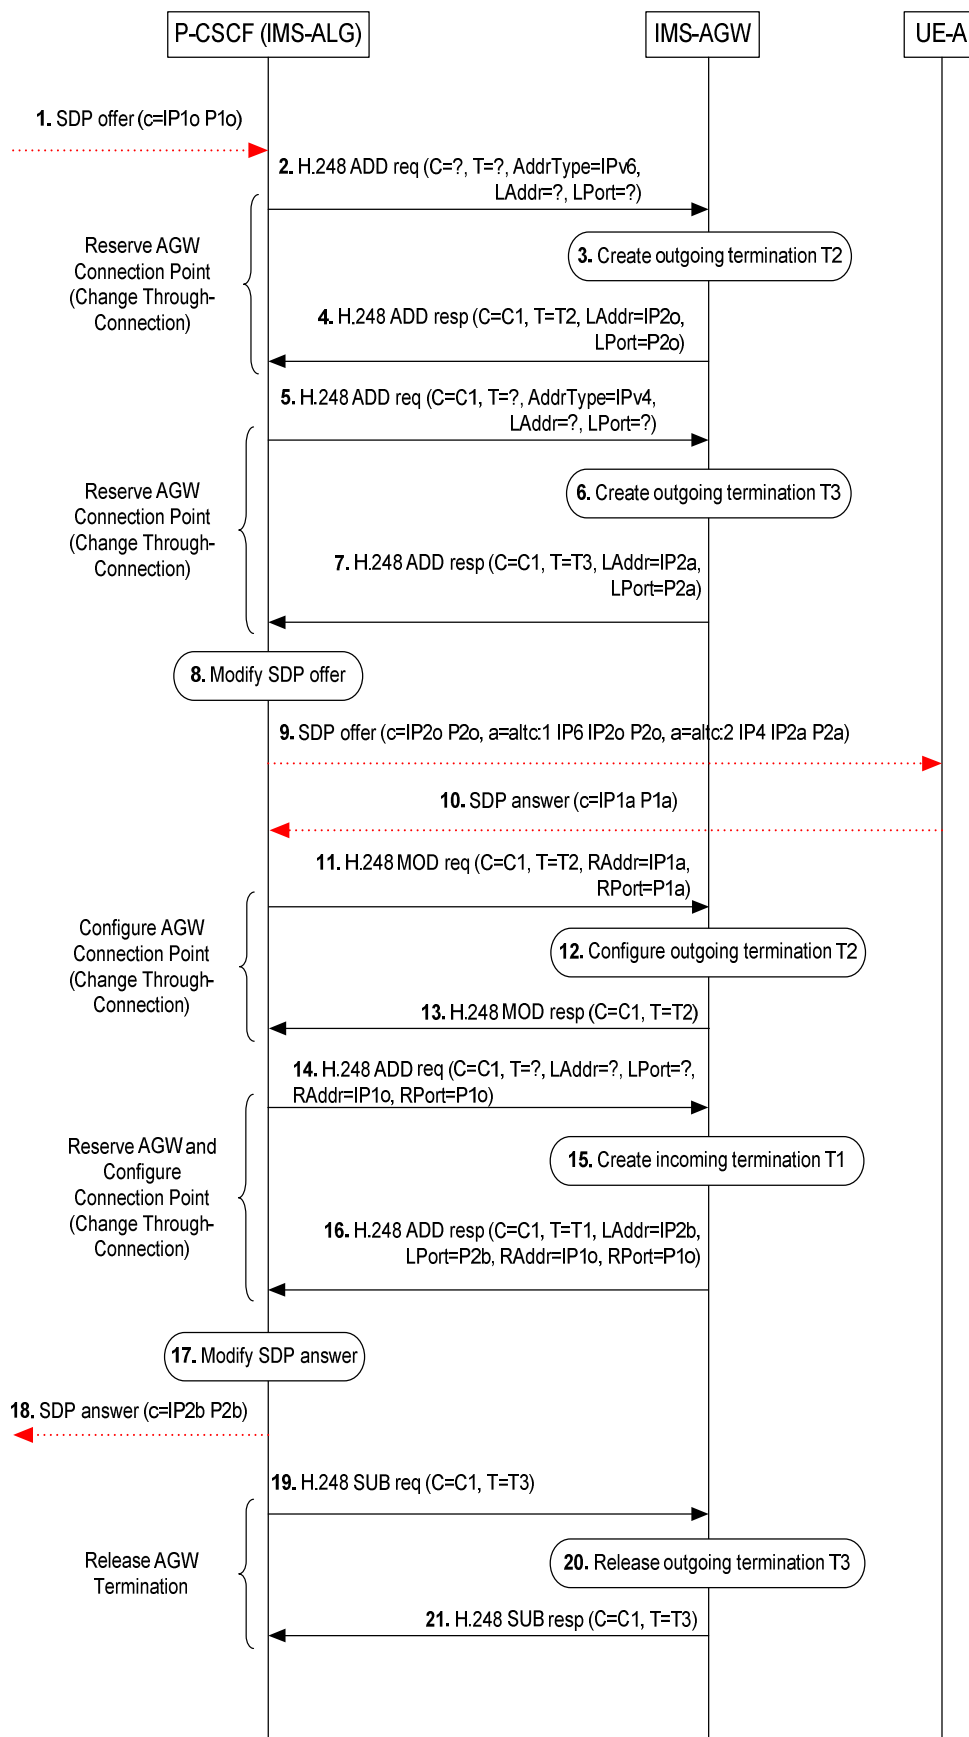 P-CSCF (IMS-ALG)
IMS-AGW
UE-A
1. SDP offer (c=IP1o P1o)
2. H.248 ADD req (C=?, T=?, AddrType=IPv6,
LAddr=?, LPort=?)
Reserve AGW
Connection Point
(Change Through-
Connection)
3. Create outgoing termination T2
4. H.248 ADD resp (C=C1, T=T2, LAddr=IP2o,
LPort=P2o)
5. H.248 ADD req (C=C1, T=?, AddrType=IPv4,
LAddr=?, LPort=?)
Reserve AGW
Connection Point
(Change Through-
Connection)
6. Create outgoing termination T3
7. H.248 ADD resp (C=C1, T=T3, LAddr=IP2a,
LPort=P2a)
8. Modify SDP offer
9. SDP offer (c=IP2o P2o, a=altc:1 IP6 IP2o P2o, a=altc:2 IP4 IP2a P2a)
10. SDP answer (c=IP1a P1a)
11. H.248 MOD req (C=C1, T=T2, RAddr=IP1a,
RPort=P1a)
Configure AGW
Connection Point
(Change Through-
Connection)
12. Configure outgoing termination T2
13. H.248 MOD resp (C=C1, T=T2)
14. H.248 ADD req (C=C1, T=?, LAddr=?, LPort=?,
RAddr=IP1o, RPort=P1o)
Reserve AGW and
Configure
Connection Point
(Change Through-
Connection)
15. Create incoming termination T1
16. H.248 ADD resp (C=C1, T=T1, LAddr=IP2b,
LPort=P2b, RAddr=IP1o, RPort=P1o)
17. Modify SDP answer
18. SDP answer (c=IP2b P2b)
19. H.248 SUB req (C=C1, T=T3)
Release AGW
Termination
20. Release outgoing termination T3
21. H.248 SUB resp (C=C1, T=T3)